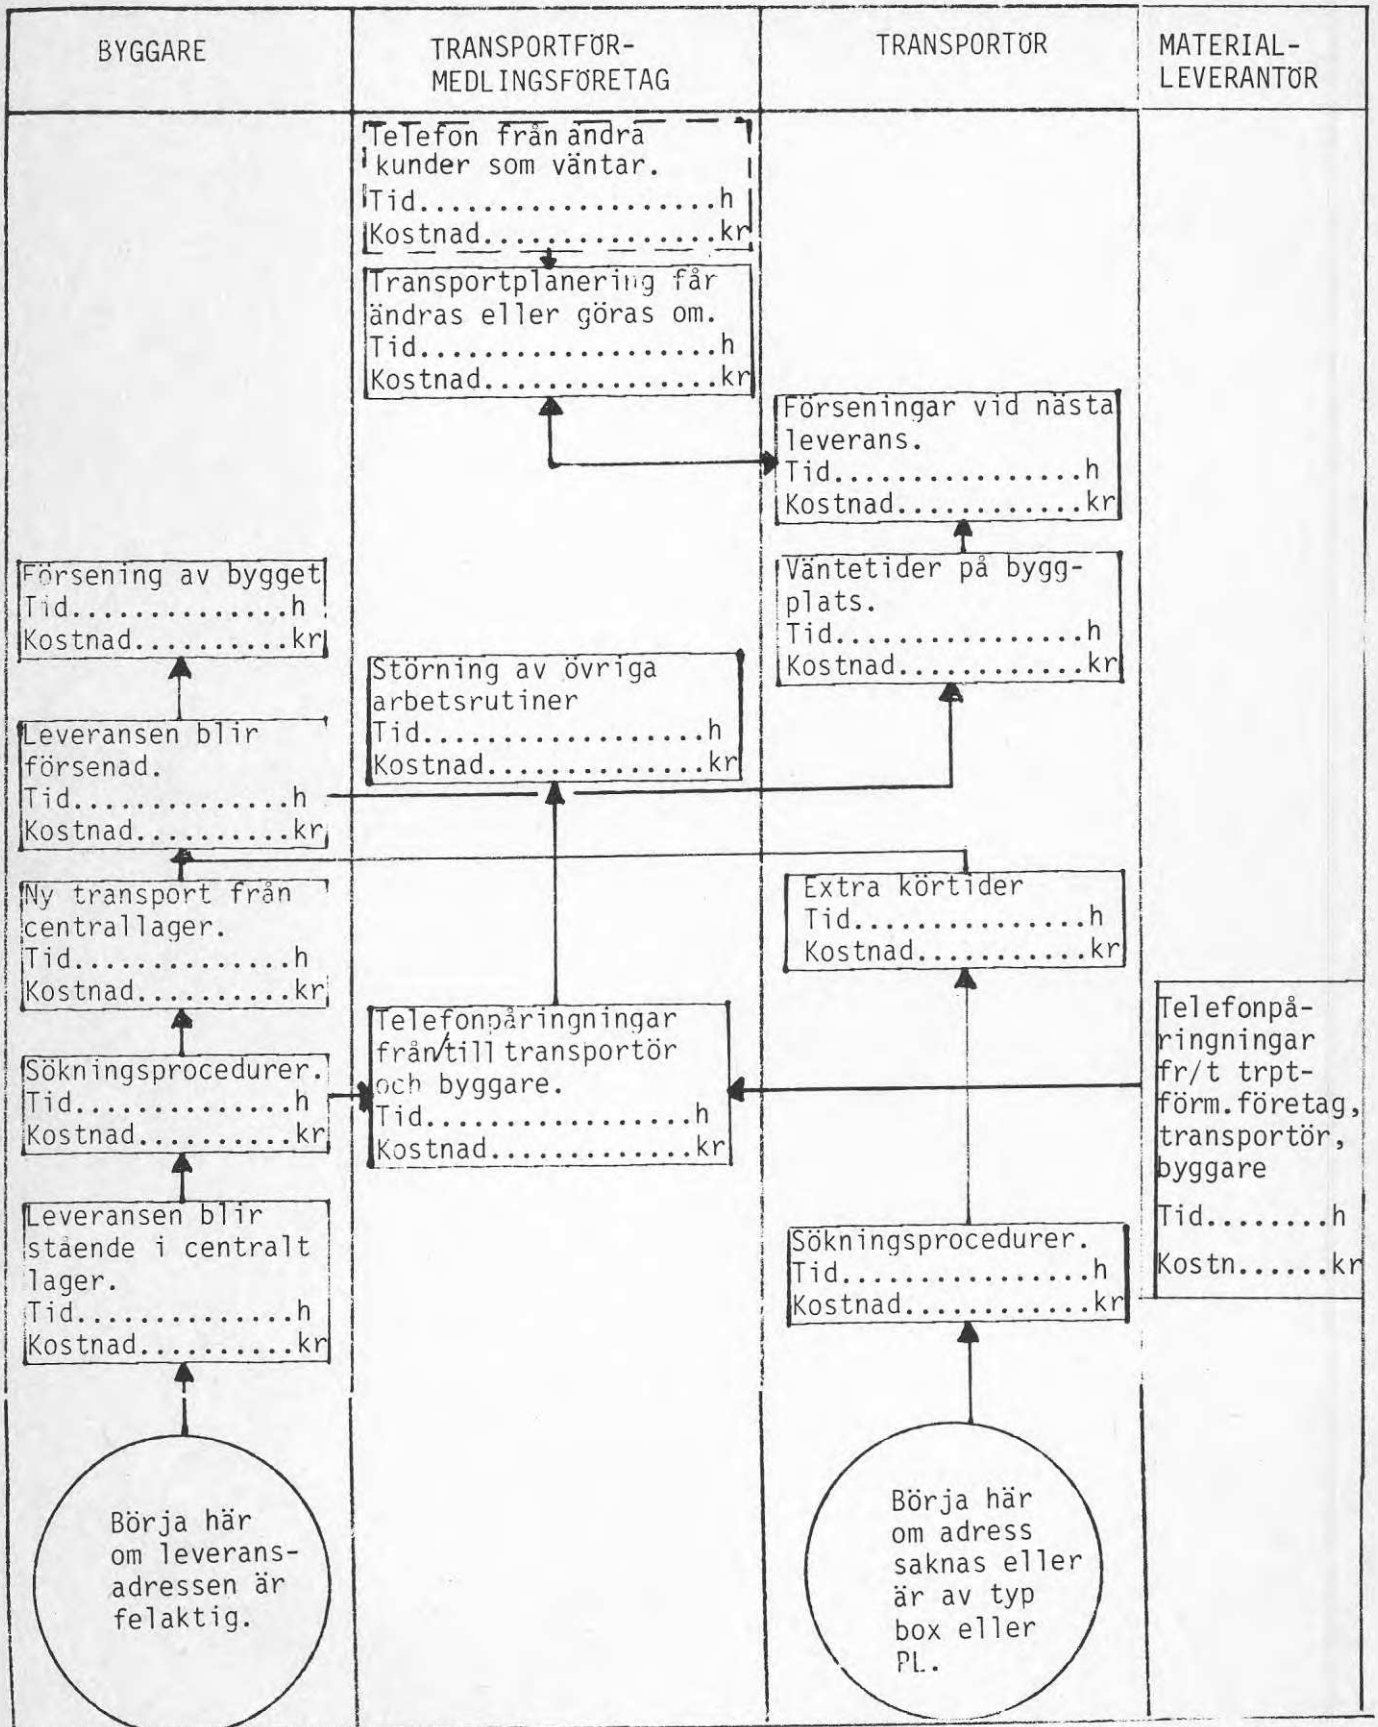 BYGGARE
TRANSPORTFÖR-
MEDLINGSFÖRETAG
TRANSPORTÖR
MATERIAL-
LEVERANTÖR
Telefon från andra
kunder som väntar.
Tid...................h
Kostnad...............kr
Transportplanering får
ändras eller göras om.
Tid...................h
Kostnad...............kr
Förseningar vid nästa
leverans.
Tid.................h
Kostnad............kr
Försening av bygget
Tid...............h
Kostnad..........kr
Väntetider på bygg-
plats.
Tid.................h
Kostnad............kr
Störning av övriga
arbetsrutiner
Tid..................h
Kostnad..............kr
Leveransen blir
försenad.
Tid..............h
Kostnad..........kr
Ny transport från
centrallager.
Tid..............h
Kostnad..........kr
Extra körtider
Tid...............h
Kostnad...........kr
Telefonpåringningar
från/till transportör
och byggare.
Tid.................h
Kostnad.............kr
Telefonpå-
ringningar
fr/t trpt-
förm.företag,
transportör,
byggare
Tid........h
Kostn......kr
Sökningsprocedurer.
Tid..............h
Kostnad..........kr
Leveransen blir
stående i centralt
lager.
Tid..............h
Kostnad..........kr
Sökningsprocedurer.
Tid.................h
Kostnad............kr
Börja här
om leverans-
adressen är
felaktig.
Börja här
om adress
saknas eller
är av typ
box eller
PL.